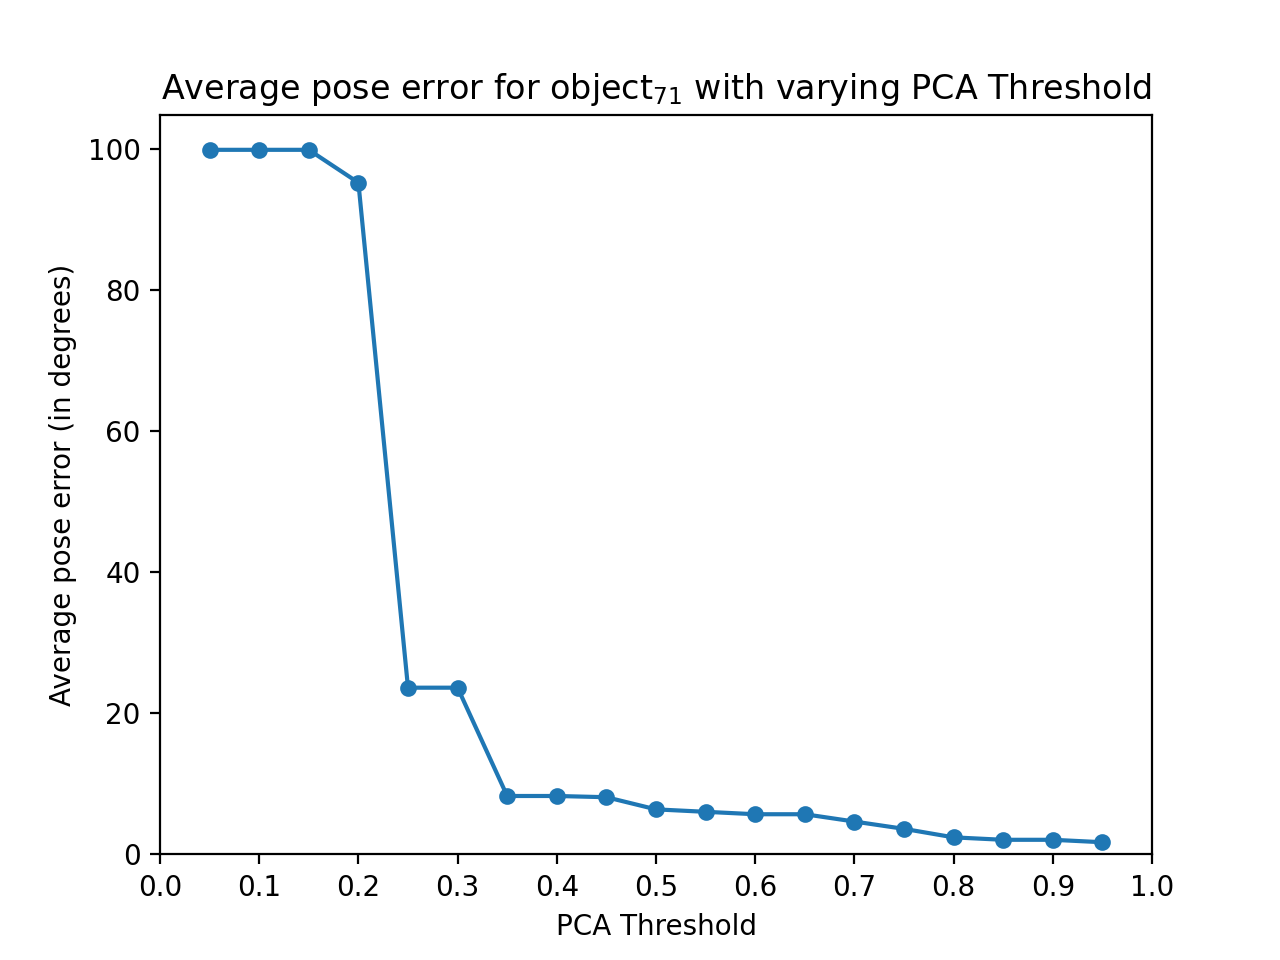 Average pose error for object₇₁ with varying PCA Threshold
Average pose error (in degrees)
100
80
60
40
20
0
0.0 0.1 0.2 0.3 0.4 0.5 0.6 0.7 0.8 0.9 1.0
PCA Threshold